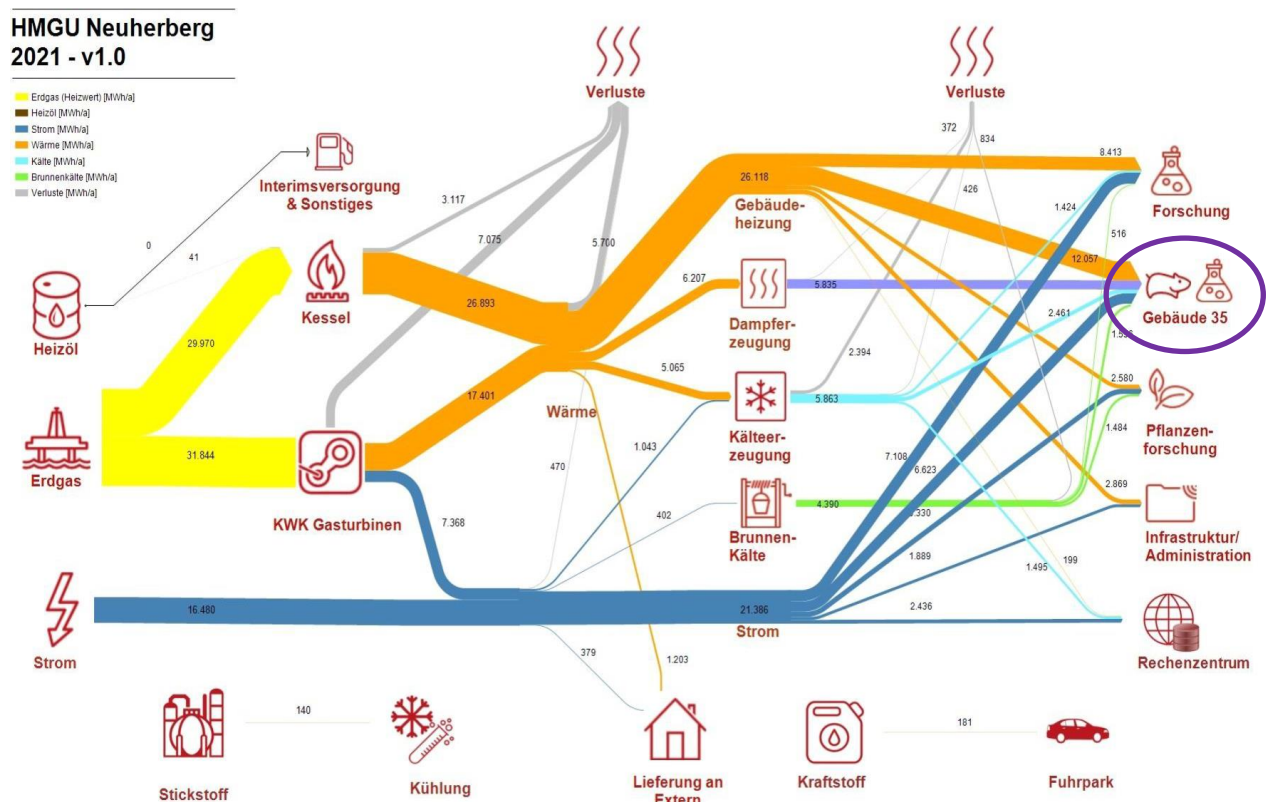 HMGU Neuherberg
2021 - v1.0
Erdgas (Heizwert) [MWh/a]
Heizöl [MWh/a]
Strom [MWh/a]
Wärme [MWh/a]
Kälte [MWh/a]
Brunnenkälte [MWh/a]
Verluste [MWh/a]
Verluste
Verluste
Interimsversorgung
& Sonstiges
3.117
372
834
8.413
26.118
Gebäude-
heizung
426
1.424
Forschung
0
41
7.075
5.700
516
12.057
Kessel
26.893
6.207
5.835
Dampfer-
zeugung
2.461
Gebäude 35
Heizöl
29.970
2.394
5.065
2.580
17.401
Wärme
5.863
Kälteer-
zeugung
1.484
Pflanzen-
forschung
31.844
Erdgas
KWK Gasturbinen
1.043
470
7.108
6.623
2.869
7.368
402
4.390
Brunnen-
Kälte
1.889
Infrastruktur/
Administration
1.495
199
16.480
21.386
Strom
2.436
Strom
379
1.203
Rechenzentrum
140
181
Stickstoff
Kühlung
Lieferung an
Extern
Kraftstoff
Fuhrpark